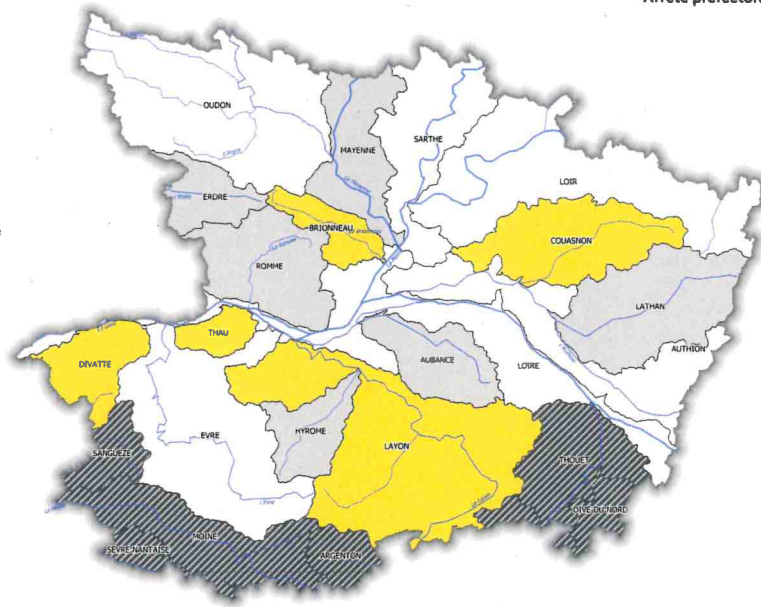 Arrêté préfectoral
OUDON
MAYENNE
SARTHE
LOIR
ERDRE
BRIONNEAU
COUASNON
ROMME
LATHAN
THAU
AUBANCE
LOIRE
AUTHION
DIVATTE
HYROME
LAYON
EVRE
SANGUEZE
THOUET
DIVE DU NORD
MOINE
SEVRE NANTAISE
ARGENTON